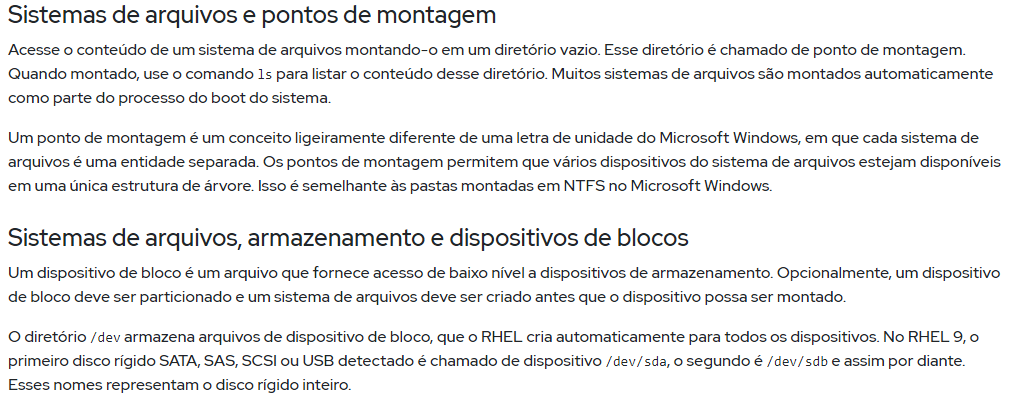 Sistemas de arquivos e pontos de montagem
Acesse o conteúdo de um sistema de arquivos montando-o em um diretório vazio. Esse diretório é chamado de ponto de montagem.
Quando montado, use o comando ls para listar o conteúdo desse diretório. Muitos sistemas de arquivos são montados automaticamente
como parte do processo do boot do sistema.
Um ponto de montagem é um conceito ligeiramente diferente de uma letra de unidade do Microsoft Windows, em que cada sistema de
arquivos é uma entidade separada. Os pontos de montagem permitem que vários dispositivos do sistema de arquivos estejam disponíveis
em uma única estrutura de árvore. Isso é semelhante às pastas montadas em NTFS no Microsoft Windows.
Sistemas de arquivos, armazenamento e dispositivos de blocos
Um dispositivo de bloco é um arquivo que fornece acesso de baixo nível a dispositivos de armazenamento. Opcionalmente, um dispositivo
de bloco deve ser particionado e um sistema de arquivos deve ser criado antes que o dispositivo possa ser montado.
O diretório /dev armazena arquivos de dispositivo de bloco, que o RHEL cria automaticamente para todos os dispositivos. No RHEL 9, o
primeiro disco rígido SATA, SAS, SCSI ou USB detectado é chamado de dispositivo /dev/sda, o segundo é /dev/sdb e assim por diante.
Esses nomes representam o disco rígido inteiro.